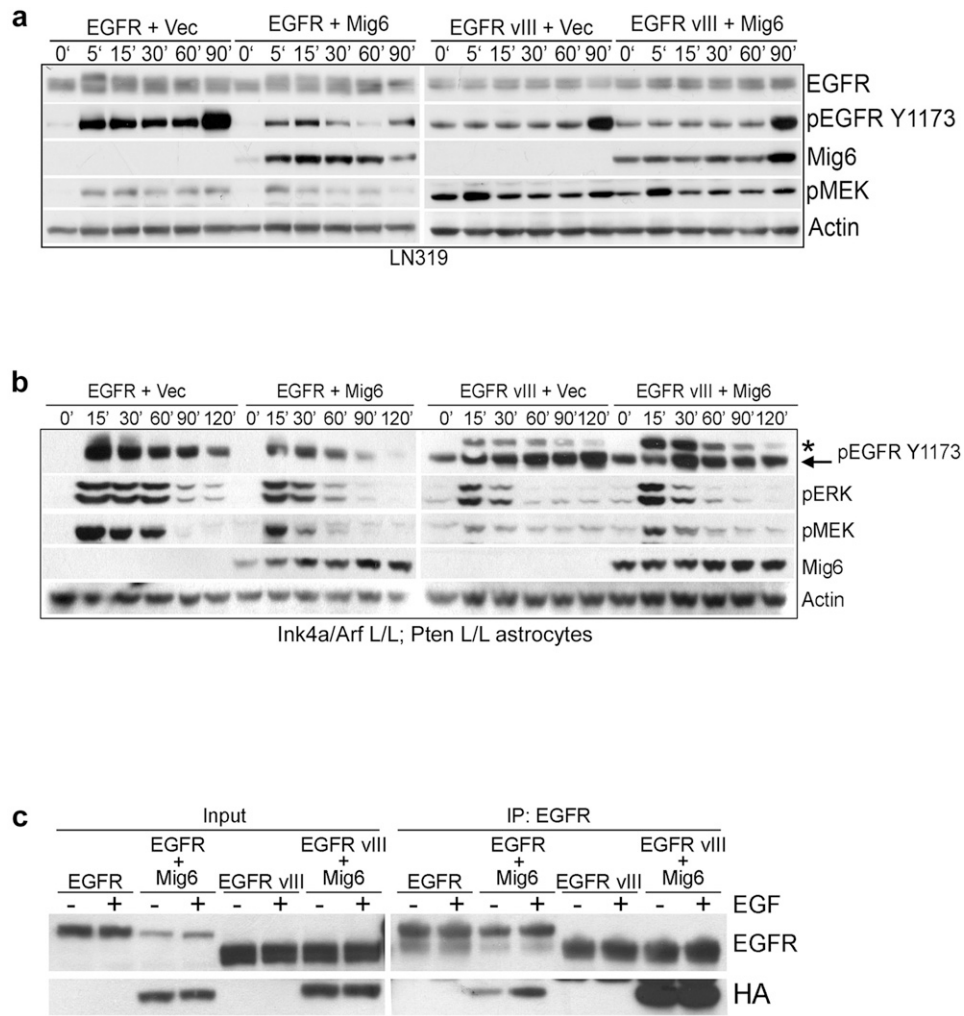 a
EGFR + Vec EGFR + Mig6 EGFR vIII + Vec EGFR vIII + Mig6
0‘ 5‘ 15’ 30’ 60’ 90’ 0‘ 5‘ 15’ 30’ 60’ 90’ 0‘ 5‘ 15’ 30’ 60’ 90’ 0‘ 5‘ 15’ 30’ 60’ 90’
EGFR
pEGFR Y1173
Mig6
pMEK
Actin
LN319
b
EGFR + Vec EGFR + Mig6 EGFR vIII + Vec EGFR vIII + Mig6
0’ 15’ 30’ 60’ 90’ 120’ 0’ 15’ 30’ 60’ 90’ 120’ 0’ 15’ 30’ 60’ 90’ 120’ 0’ 15’ 30’ 60’ 90’ 120’
* pEGFR Y1173
pERK
pMEK
Mig6
Actin
Ink4a/Arf L/L; Pten L/L astrocytes
c
Input IP: EGFR
EGFR EGFR vIII EGFR EGFR vIII
+ + + +
EGFR Mig6 EGFR vIII Mig6 EGFR Mig6 EGFR vIII Mig6
- + - + - + - + - + - + - + - + EGF
EGFR
HA